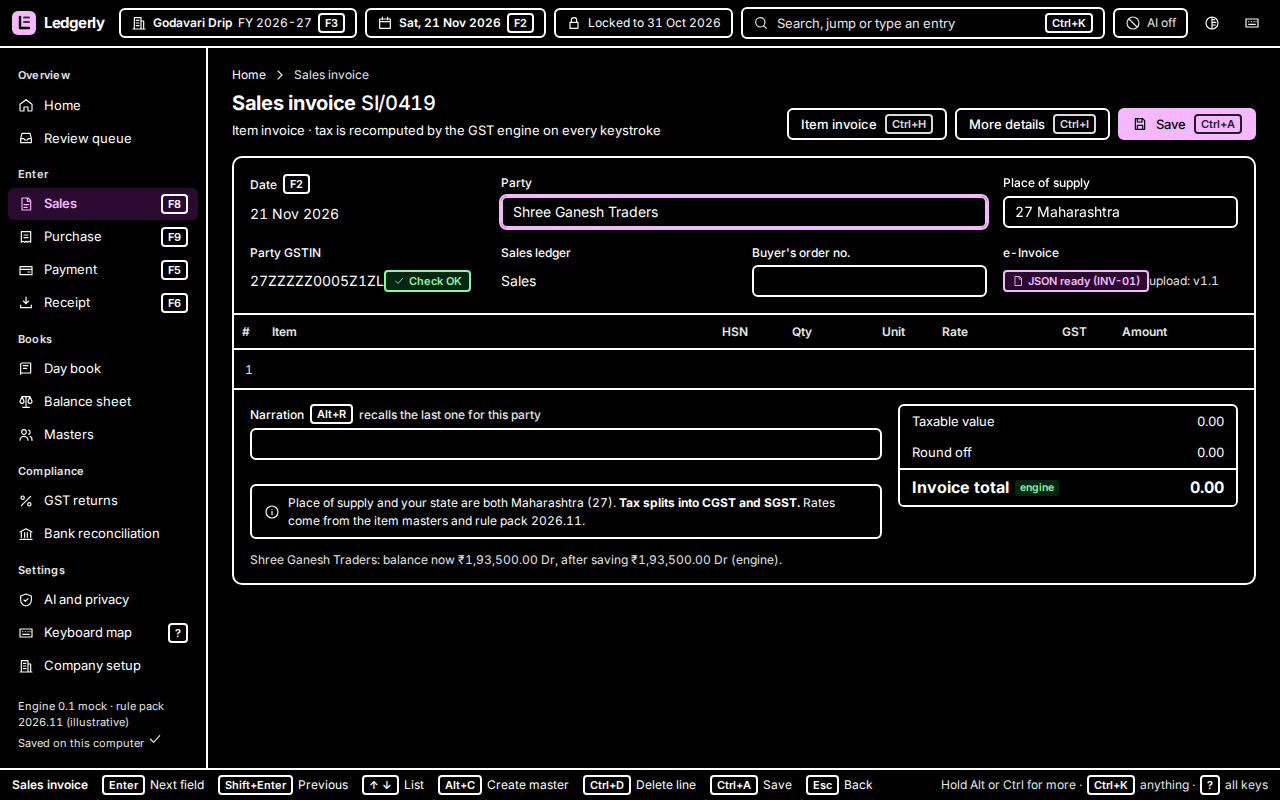 Ledgerly
Godavari Drip FY 2026-27 F3
Sat, 21 Nov 2026 F2
Locked to 31 Oct 2026
Search, jump or type an entry Ctrl+K
AI off
Overview
Home
Review queue
Enter
Sales F8
Purchase F9
Payment F5
Receipt F6
Books
Day book
Balance sheet
Masters
Compliance
GST returns
Bank reconciliation
Settings
AI and privacy
Keyboard map ?
Company setup
Engine 0.1 mock · rule pack
2026.11 (illustrative)
Saved on this computer
Home > Sales invoice
Sales invoice SI/0419
Item invoice · tax is recomputed by the GST engine on every keystroke
Item invoice Ctrl+H
More details Ctrl+I
Save Ctrl+A
Date F2
21 Nov 2026
Party
Shree Ganesh Traders
Place of supply
27 Maharashtra
Party GSTIN
27ZZZZZ0005Z1ZL Check OK
Sales ledger
Sales
Buyer's order no.
e-Invoice
JSON ready (INV-01) upload: v1.1
# Item HSN Qty Unit Rate GST Amount
1
Narration Alt+R recalls the last one for this party
Place of supply and your state are both Maharashtra (27). Tax splits into CGST and SGST. Rates
come from the item masters and rule pack 2026.11.
Shree Ganesh Traders: balance now ₹1,93,500.00 Dr, after saving ₹1,93,500.00 Dr (engine).
Taxable value 0.00
Round off 0.00
Invoice total engine 0.00
Sales invoice Enter Next field Shift+Enter Previous ↑ ↓ List Alt+C Create master Ctrl+D Delete line Ctrl+A Save Esc Back Hold Alt or Ctrl for more · Ctrl+K anything · ? all keys